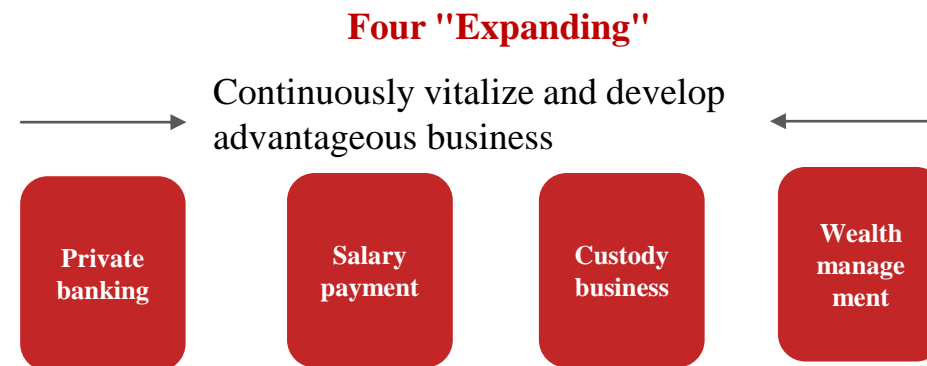 Four "Expanding"
Continuously vitalize and develop
advantageous business
Private
banking
Salary
payment
Custody
business
Wealth
manage
ment